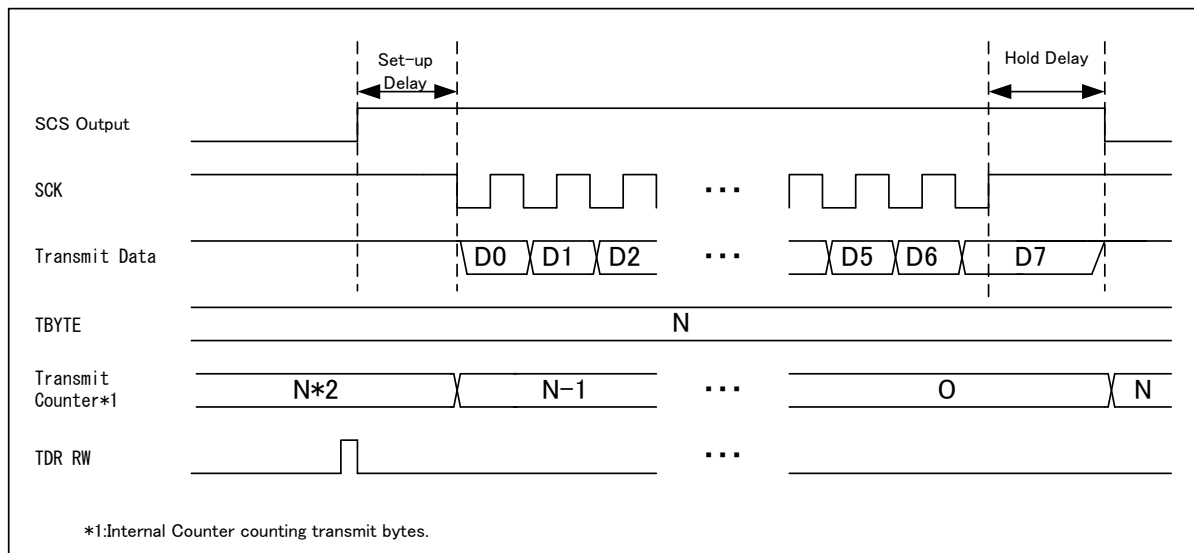 Set-up
Delay
Hold Delay
SCS Output
SCK
• • •
Transmit Data
D0 D1 D2 • • • D5 D6 D7
TBYTE
N
Transmit
Counter*1
N*2 N-1 • • • 0 N
TDR RW
• • •
*1:Internal Counter counting transmit bytes.